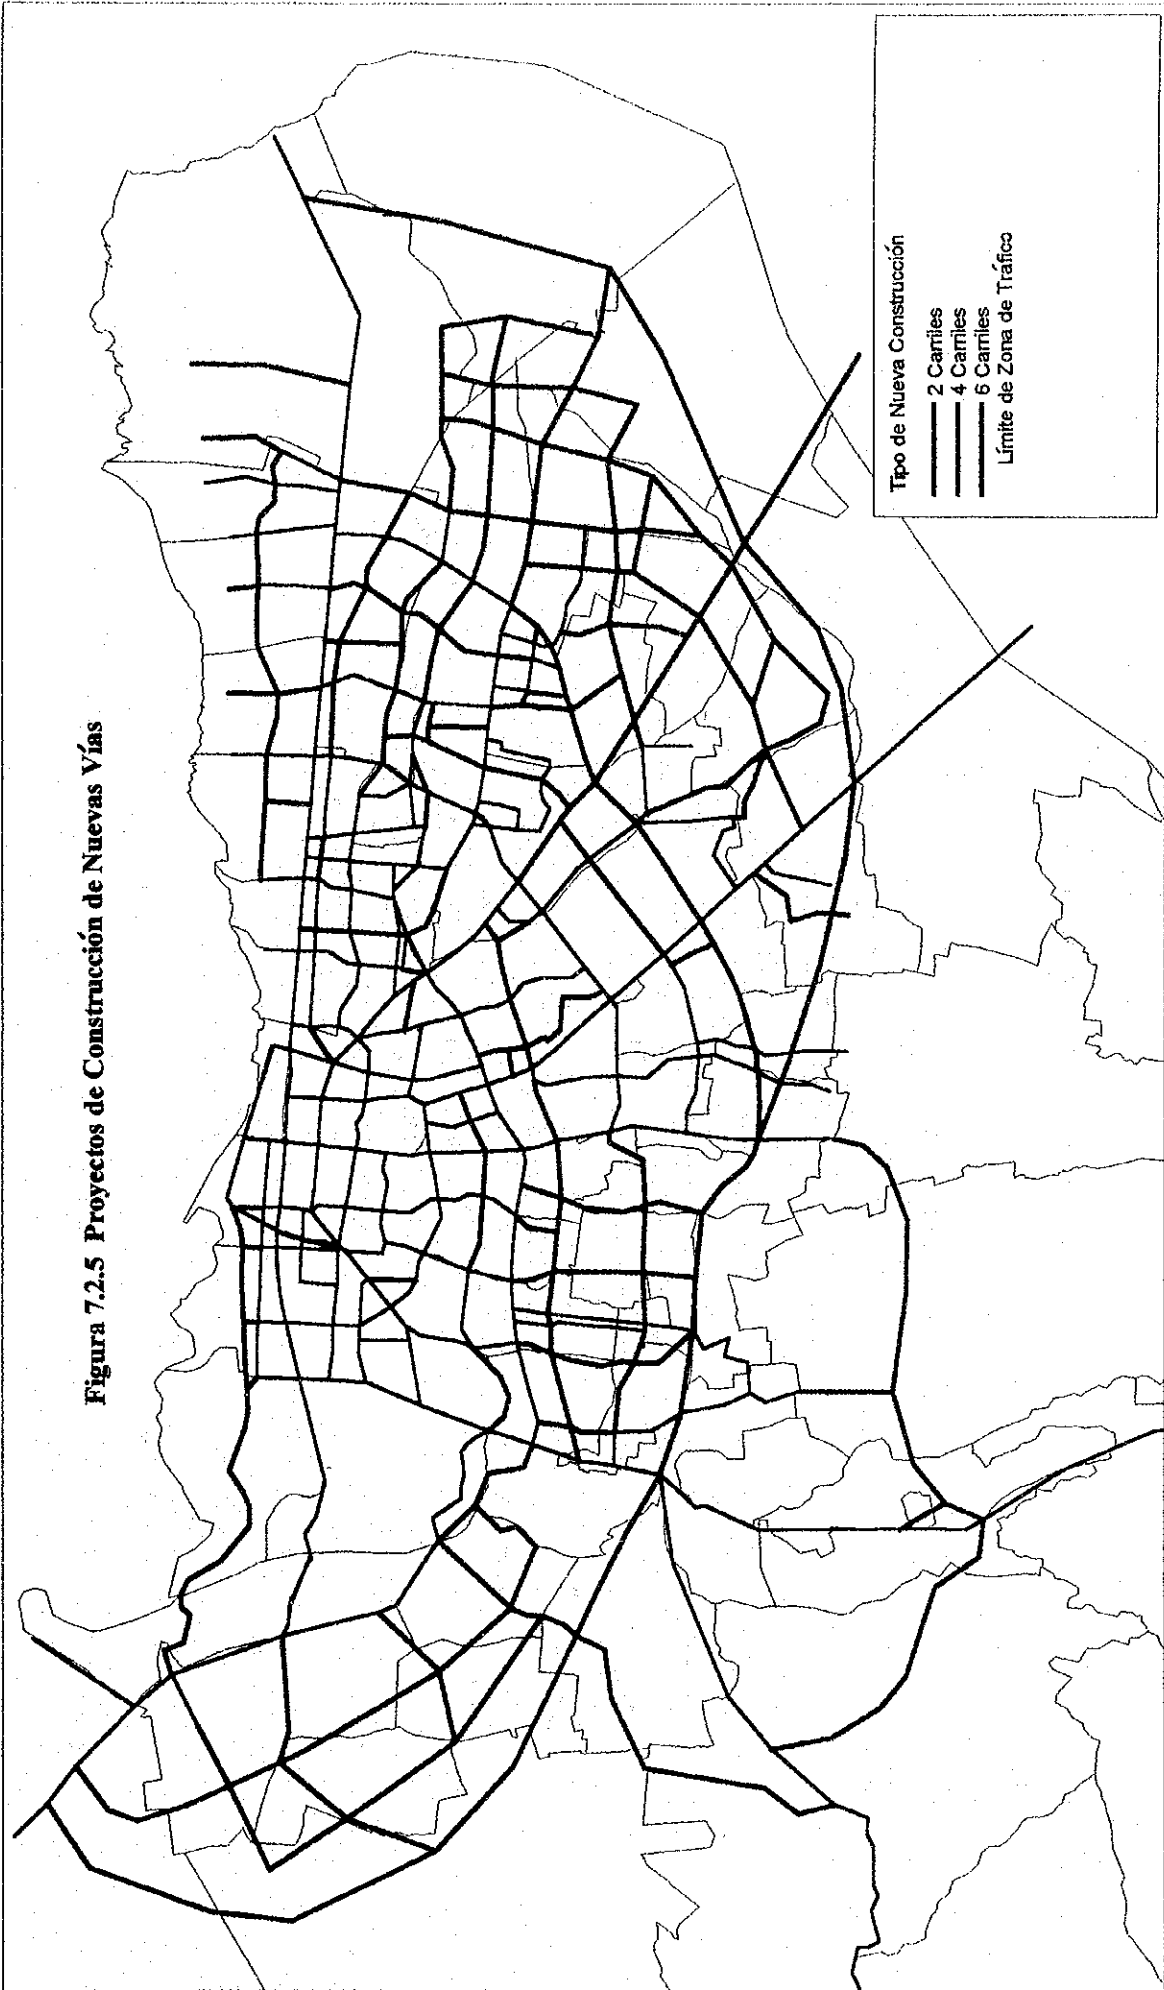 Figura 7.2.5 Proyectos de Construcción de Nuevas Vías
Tipo de Nueva Construcción
2 Carriles
4 Carriles
6 Carriles
Límite de Zona de Tráfico